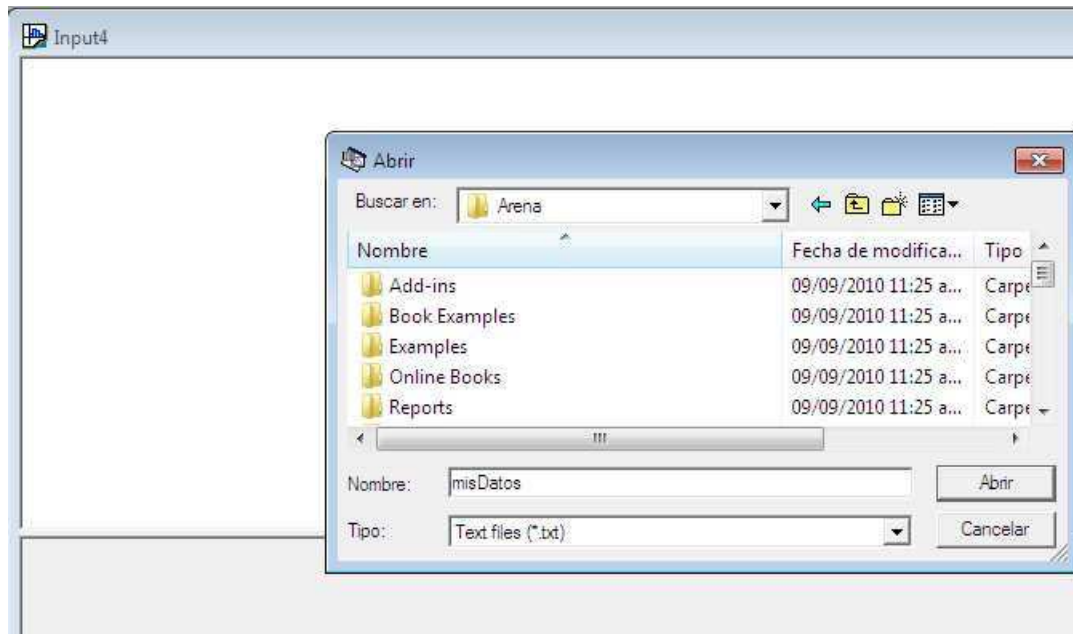 Input4
Abrir
Buscar en: Arena
Nombre Fecha de modifica... Tipo
Add-ins 09/09/2010 11:25 a... Carpe
Book Examples 09/09/2010 11:25 a... Carpe
Examples 09/09/2010 11:25 a... Carpe
Online Books 09/09/2010 11:25 a... Carpe
Reports 09/09/2010 11:25 a... Carpe
Nombre: misDatos Abrir
Tipo: Text files (*.txt) Cancelar